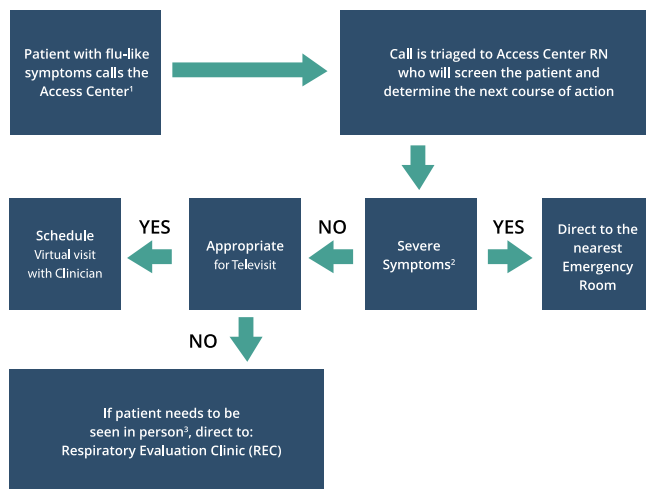 Patient with flu-like
symptoms calls the
Access Center¹
Call is triaged to Access Center RN
who will screen the patient and
determine the next course of action
Schedule
Virtual visit
with Clinician
YES
Appropriate
for Televisit
NO
Severe
Symptoms²
YES
Direct to the
nearest
Emergency
Room
NO
If patient needs to be
seen in person³, direct to:
Respiratory Evaluation Clinic (REC)